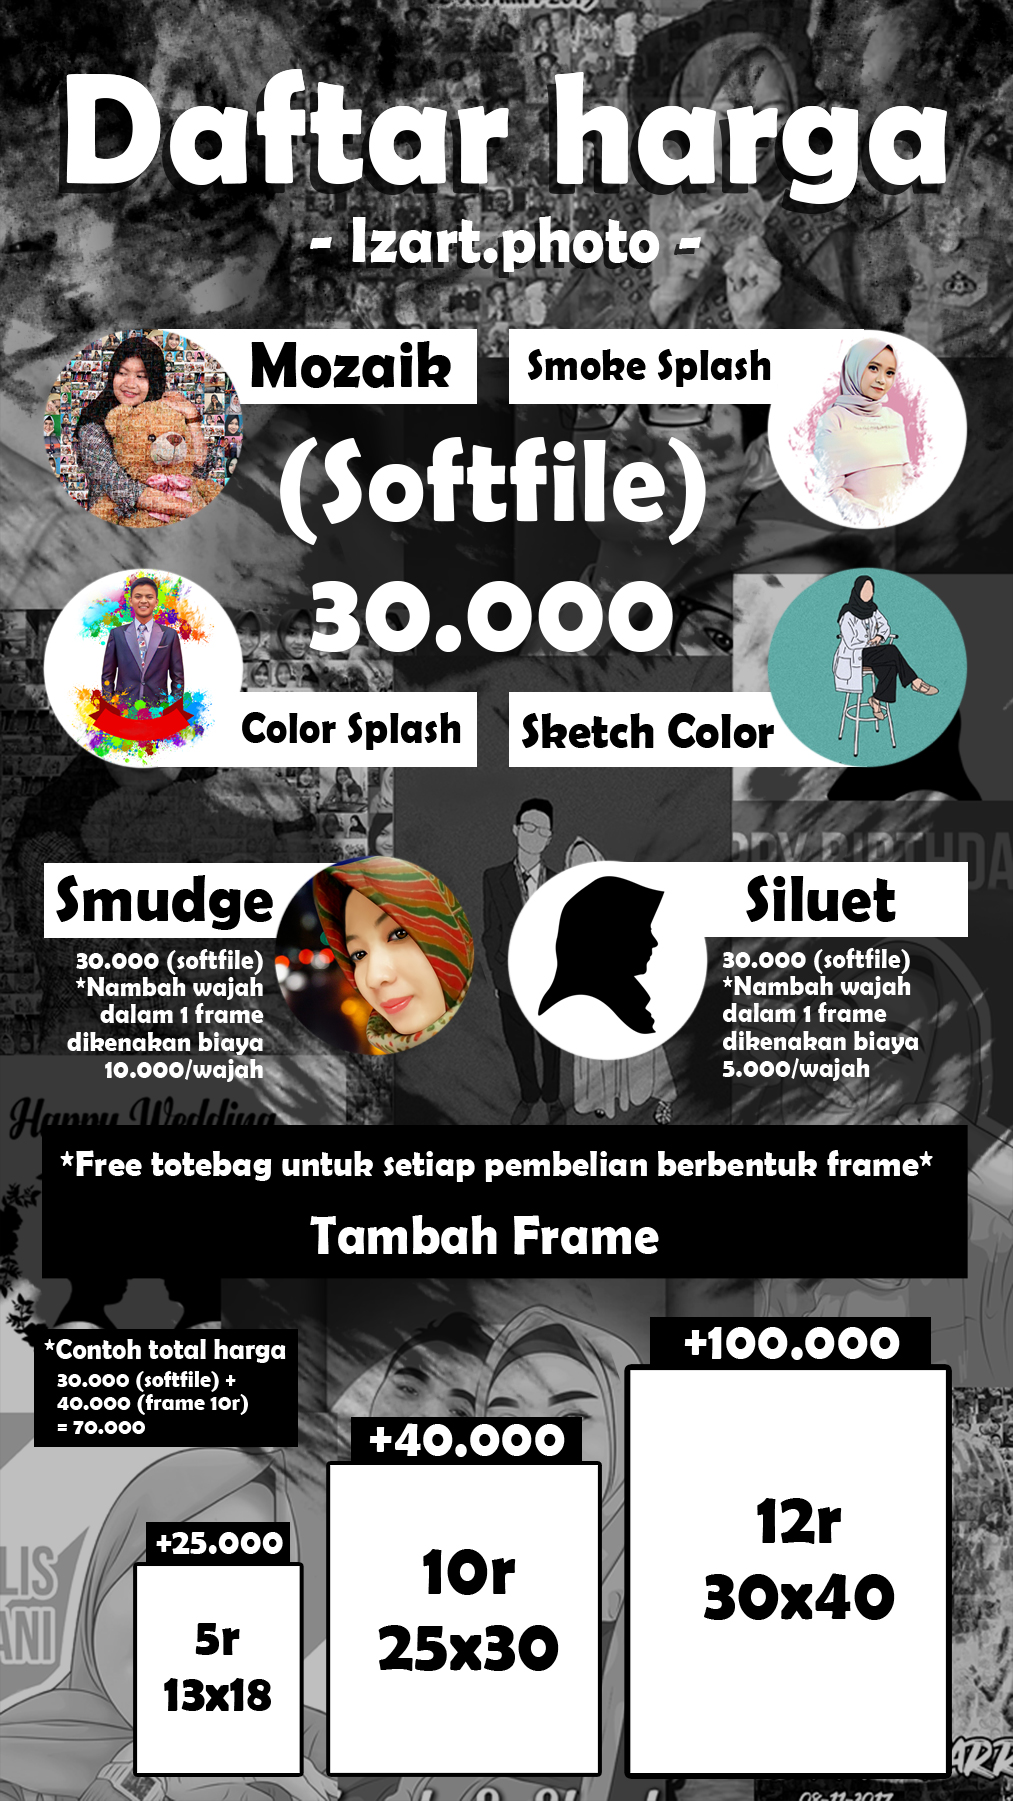 Daftar harga
- Izart.photo -
Mozaik
Smoke Splash
(Softfile)
30.000
Color Splash
Sketch Color
Smudge
30.000 (softfile)
*Nambah wajah
dalam 1 frame
dikenakan biaya
10.000/wajah
Siluet
30.000 (softfile)
*Nambah wajah
dalam 1 frame
dikenakan biaya
5.000/wajah
Happy Wedding
*Free totebag untuk setiap pembelian berbentuk frame*
Tambah Frame
*Contoh total harga
30.000 (softfile) +
40.000 (frame 10r)
= 70.000
+25.000
5r
13x18
+40.000
10r
25x30
+100.000
12r
30x40
08-11-2017